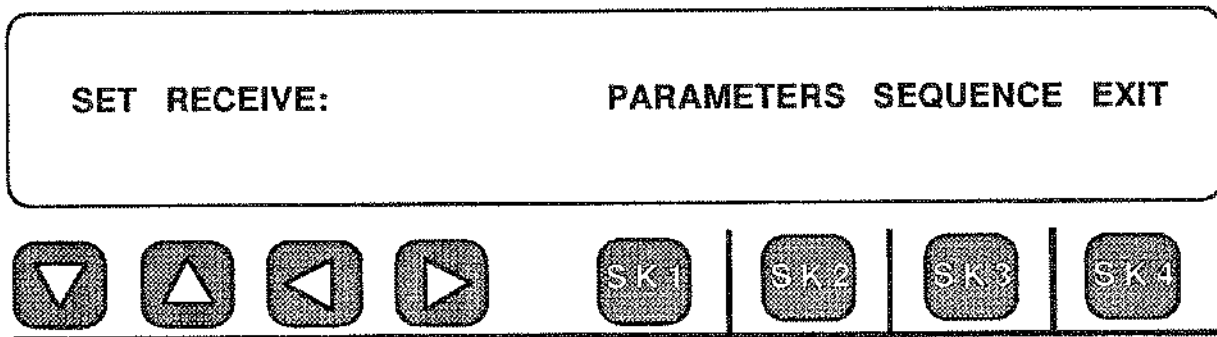 SET RECEIVE: PARAMETERS SEQUENCE EXIT
SK1 SK2 SK3 SK4